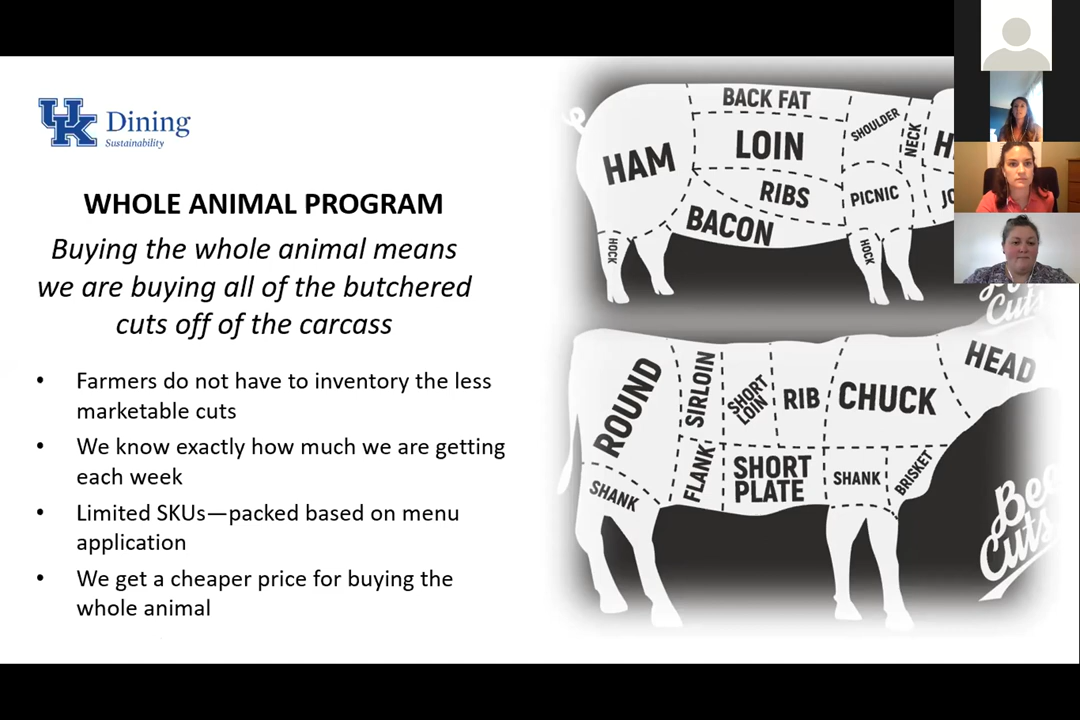 UK Dining
Sustainability
WHOLE ANIMAL PROGRAM
Buying the whole animal means
we are buying all of the butchered
cuts off of the carcass
• Farmers do not have to inventory the less
marketable cuts
• We know exactly how much we are getting
each week
• Limited SKUs—packed based on menu
application
• We get a cheaper price for buying the
whole animal
BACK FAT
SHOULDER
NECK
HAM
LOIN
RIBS
PICNIC
BACON
HOCK
HOCK
Cuts
ROUND
SIRLOIN
SHORT
LOIN
RIB
CHUCK
HEAD
FLANK
SHORT
PLATE
SHANK
BRISKET
SHANK
Cuts